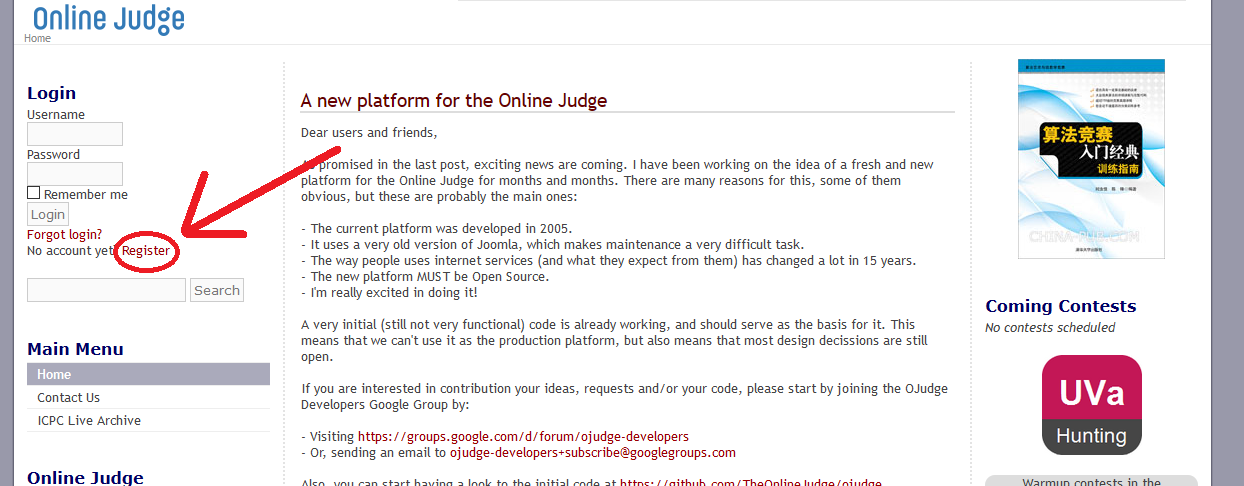 Online Judge
Home
Login
Username
Password
Remember me
Login
Forgot login?
No account yet Register
Search
Main Menu
Home
Contact Us
ICPC Live Archive
Online Judge
A new platform for the Online Judge
Dear users and friends,
promised in the last post, exciting news are coming. I have been working on the idea of a fresh and new
platform for the Online Judge for months and months. There are many reasons for this, some of them
obvious, but these are probably the main ones:
- The current platform was developed in 2005.
- It uses a very old version of Joomla, which makes maintenance a very difficult task.
- The way people uses internet services (and what they expect from them) has changed a lot in 15 years.
- The new platform MUST be Open Source.
- I'm really excited in doing it!
A very initial (still not very functional) code is already working, and should serve as the basis for it. This
means that we can't use it as the production platform, but also means that most design decissions are still
open.
If you are interested in contribution your ideas, requests and/or your code, please start by joining the OJudge
Developers Google Group by:
- Visiting https://groups.google.com/d/forum/ojudge-developers
- Or, sending an email to ojudge-developers+subscribe@googlegroups.com
Also, you can start having a look to the initial code at https://github.com/TheOnlineJudge/ojudge
算法竞赛
入门经典
训练指南
CHINA-PUB.COM
清华大学出版社
Coming Contests
No contests scheduled
UVa
Hunting
Warmup contests in the